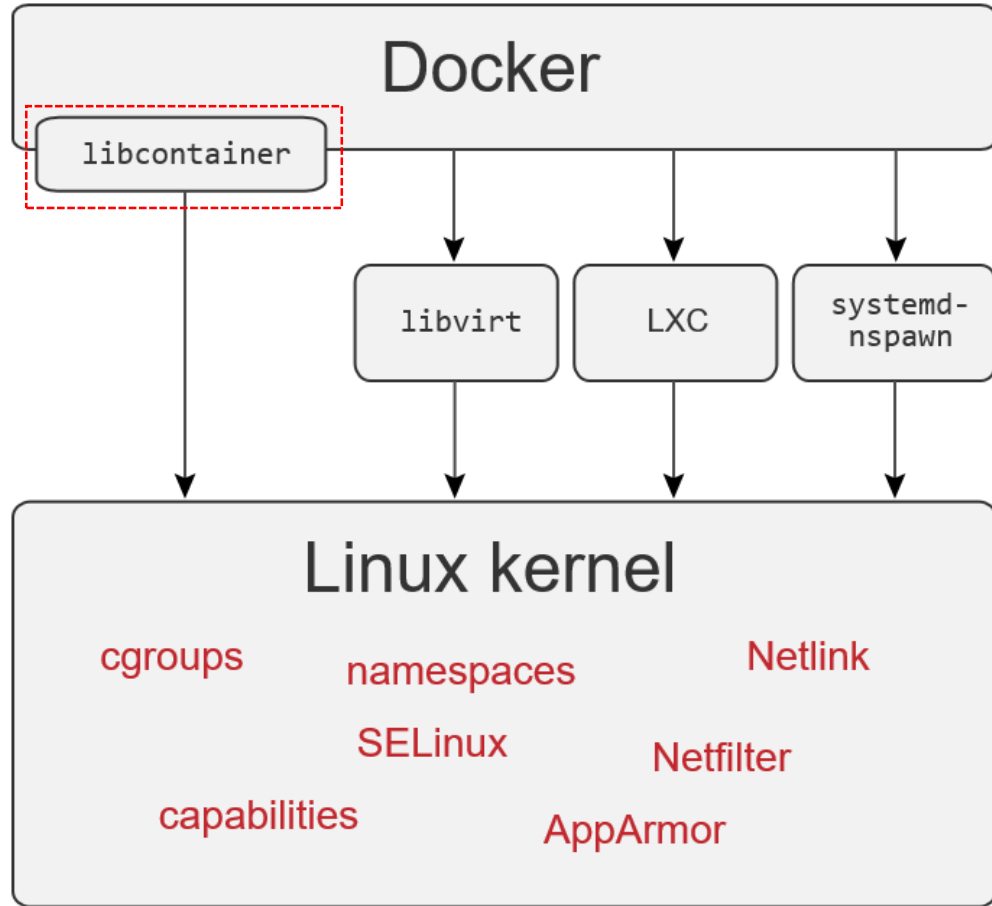 Docker
libcontainer
libvirt
LXC
systemd-
nspawn
Linux kernel
cgroups
namespaces
Netlink
SELinux
Netfilter
capabilities
AppArmor